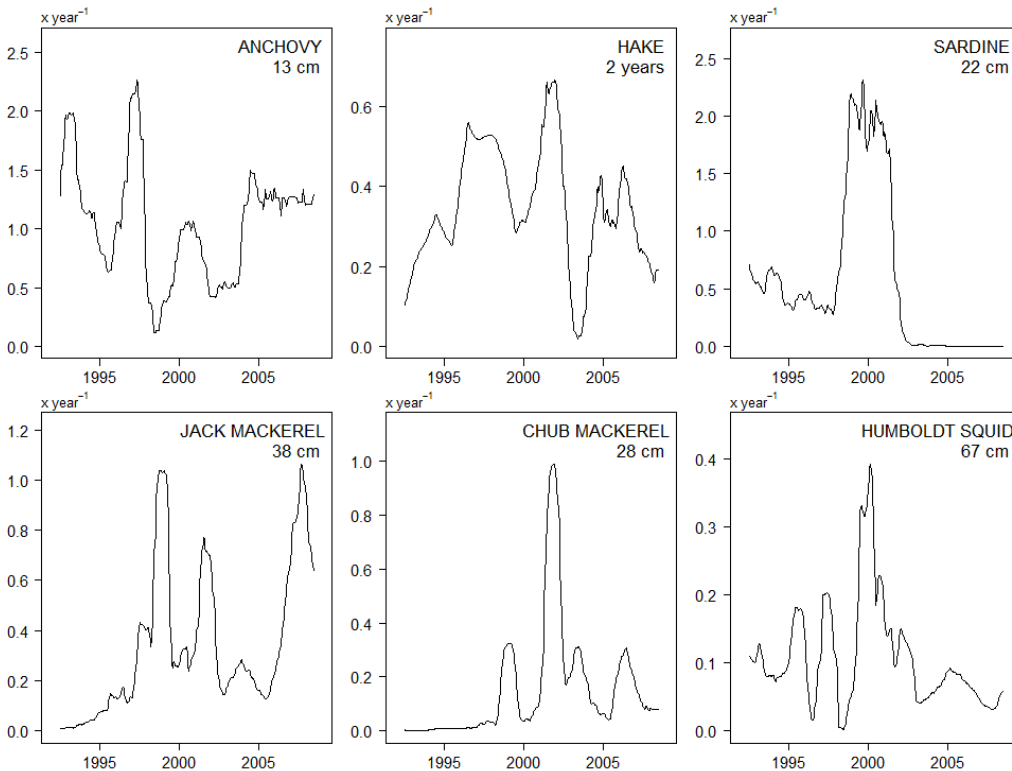 x year⁻¹
ANCHOVY
13 cm
2.5
2.0
1.5
1.0
0.5
0.0
1995 2000 2005
x year⁻¹
HAKE
2 years
0.6
0.4
0.2
0.0
1995 2000 2005
x year⁻¹
SARDINE
22 cm
2.5
2.0
1.5
1.0
0.5
0.0
1995 2000 2005
x year⁻¹
JACK MACKEREL
38 cm
1.2
1.0
0.8
0.6
0.4
0.2
0.0
1995 2000 2005
x year⁻¹
CHUB MACKEREL
28 cm
1.0
0.8
0.6
0.4
0.2
0.0
1995 2000 2005
x year⁻¹
HUMBOLDT SQUID
67 cm
0.4
0.3
0.2
0.1
0.0
1995 2000 2005